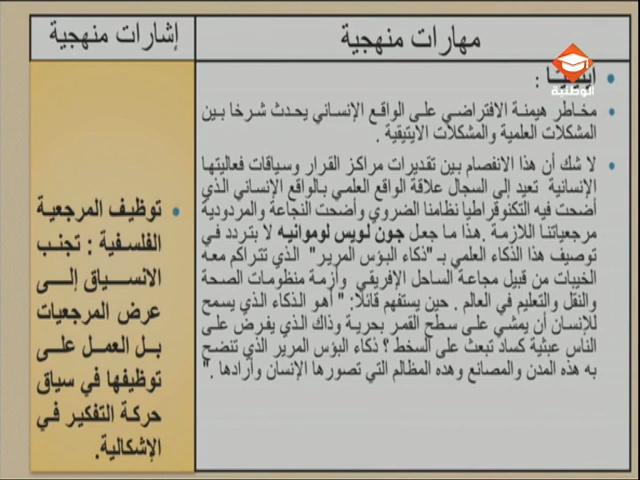 مهارات منهجية
إشارات منهجية
الوطنية
ايتيقيا :
مخاطر هيمنة الافتراضي على الواقع الإنساني يحدث شرخا بين
المشكلات العلمية والمشكلات الايتيقية .
لا شك أن هذا الانفصام بين تقديرات مراكز القرار وسياقات فعاليتها
الإنسانية تعيد إلى السجال علاقة الواقع العلمي بالواقع الإنساني الذي
أضحت فيه التكنوقراطيا نظامنا الضروي وأضحت النجاعة والمردودية
مرجعياتنا اللازمة .هذا ما جعل جون لويس لوموانيه لا يتردد في
توصيف هذا الذكاء العلمي بـ "ذكاء البؤس المرير" الذي تتراكم معه
الخيبات من قبيل مجاعة الساحل الإفريقي وأزمة منظومات الصحة
والنقل والتعليم في العالم . حين يستفهم قائلا: " أهو الذكاء الذي يسمح
للإنسان أن يمشي على سطح القمر بحرية وذاك الذي يفرض على
الناس عبثية كساد تبعث على السخط ؟ ذكاء البؤس المرير الذي تنضح
به هذه المدن والمصانع وهده المظالم التي تصورها الإنسان وأرادها ."
توظيف المرجعية
الفلسفية : تجنب
الانسياق إلى
عرض المرجعيات
بل العمل على
توظيفها في سياق
حركة التفكير في
الإشكالية.